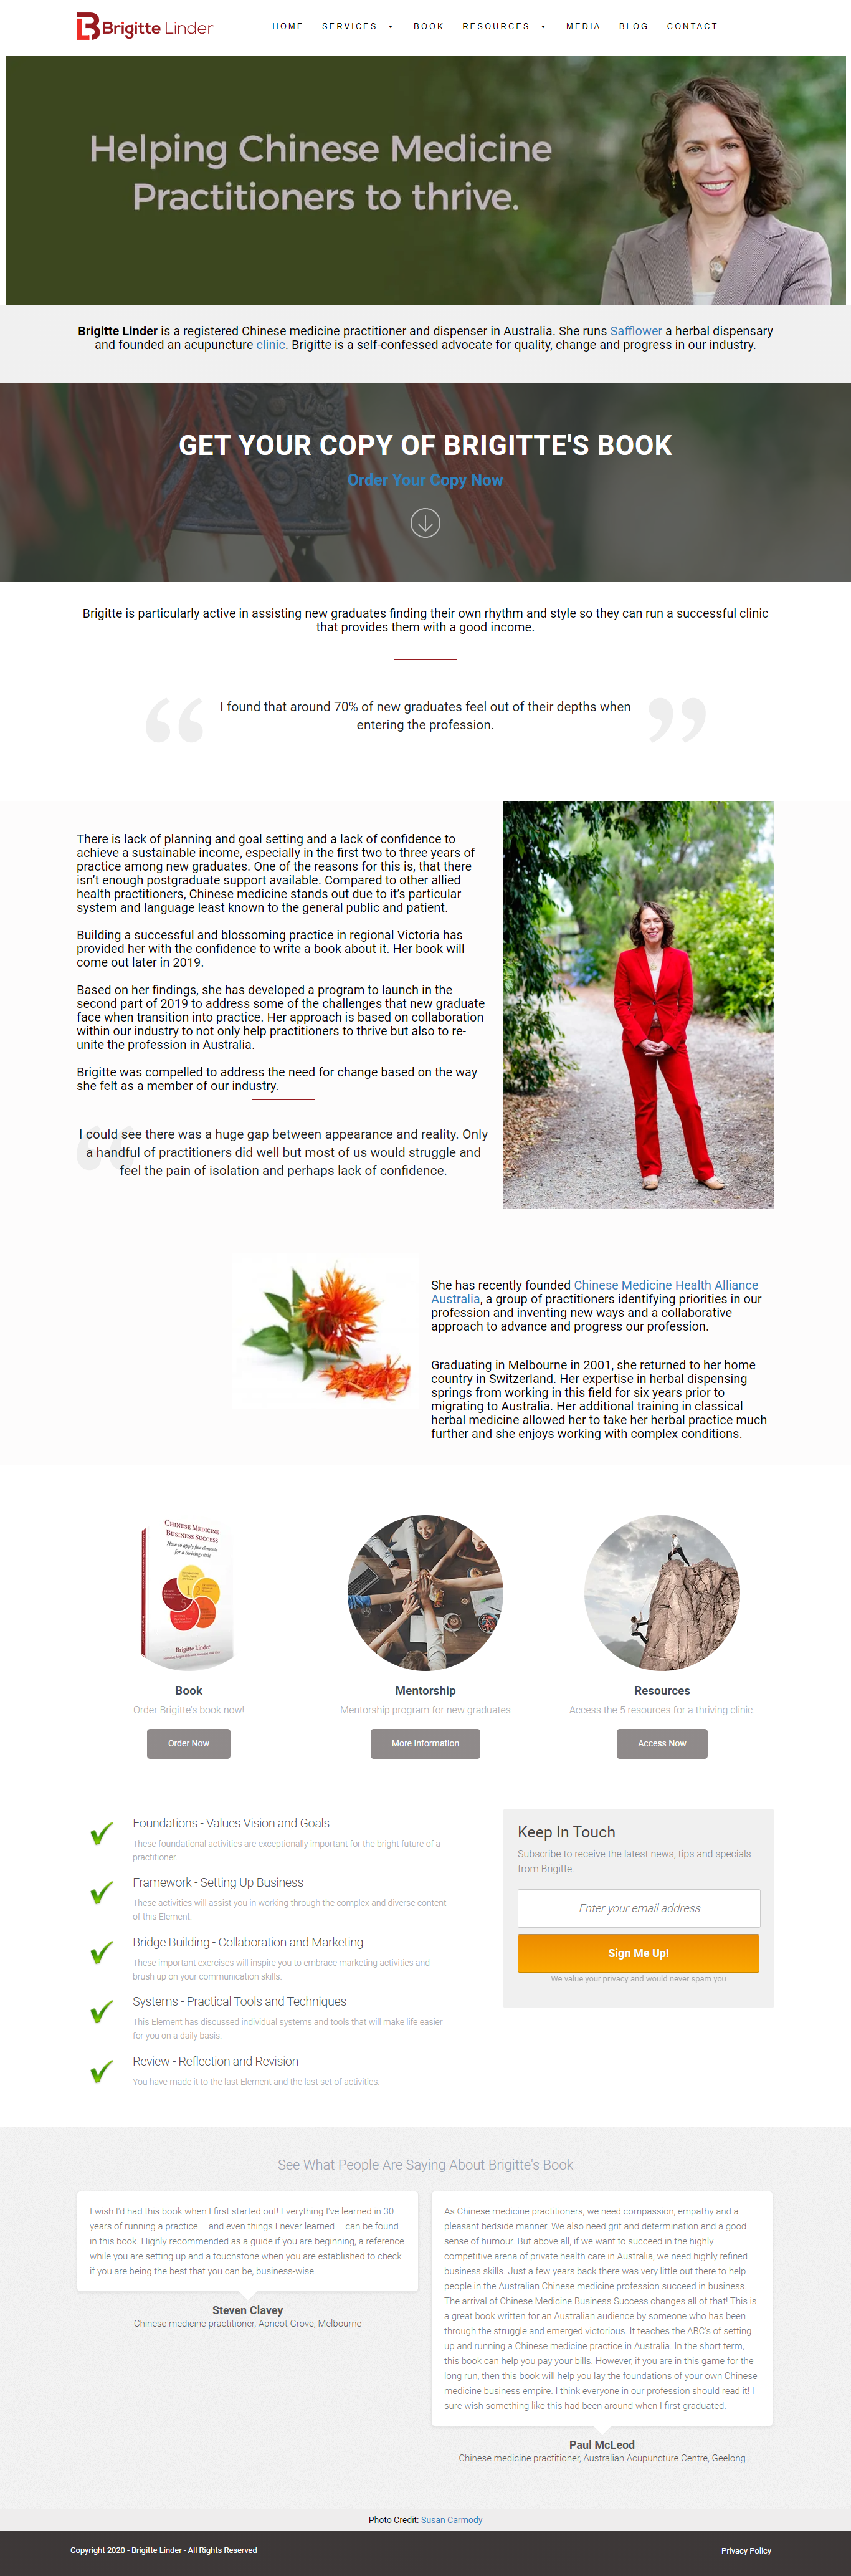 Brigitte Linder
HOME SERVICES BOOK RESOURCES MEDIA BLOG CONTACT
Helping Chinese Medicine
Practitioners to thrive.
Brigitte Linder is a registered Chinese medicine practitioner and dispenser in Australia. She runs Safflower a herbal dispensary
and founded an acupuncture clinic. Brigitte is a self-confessed advocate for quality, change and progress in our industry.
GET YOUR COPY OF BRIGITTE'S BOOK
Order Your Copy Now
Brigitte is particularly active in assisting new graduates finding their own rhythm and style so they can run a successful clinic
that provides them with a good income.
I found that around 70% of new graduates feel out of their depths when
entering the profession.
There is lack of planning and goal setting and a lack of confidence to
achieve a sustainable income, especially in the first two to three years of
practice among new graduates. One of the reasons for this is, that there
isn't enough postgraduate support available. Compared to other allied
health practitioners, Chinese medicine stands out due to it's particular
system and language least known to the general public and patient.
Building a successful and blossoming practice in regional Victoria has
provided her with the confidence to write a book about it. Her book will
come out later in 2019.
Based on her findings, she has developed a program to launch in the
second part of 2019 to address some of the challenges that new graduate
face when transition into practice. Her approach is based on collaboration
within our industry to not only help practitioners to thrive but also to re-
unite the profession in Australia.
Brigitte was compelled to address the need for change based on the way
she felt as a member of our industry.
I could see there was a huge gap between appearance and reality. Only
a handful of practitioners did well but most of us would struggle and
feel the pain of isolation and perhaps lack of confidence.
She has recently founded Chinese Medicine Health Alliance
Australia, a group of practitioners identifying priorities in our
profession and inventing new ways and a collaborative
approach to advance and progress our profession.
Graduating in Melbourne in 2001, she returned to her home
country in Switzerland. Her expertise in herbal dispensing
springs from working in this field for six years prior to
migrating to Australia. Her additional training in classical
herbal medicine allowed her to take her herbal practice much
further and she enjoys working with complex conditions.
CHINESE MEDICINE
BUSINESS SUCCESS
How to apply five elements
for a thriving clinic
Brigitte Linder
Book
Order Brigitte's book now!
Order Now
Mentorship
Mentorship program for new graduates
More Information
Resources
Access the 5 resources for a thriving clinic.
Access Now
Foundations - Values Vision and Goals
These foundational activities are exceptionally important for the bright future of a
practitioner.
Framework - Setting Up Business
These activities will assist you in working through the complex and diverse content
of this Element.
Bridge Building - Collaboration and Marketing
These important exercises will inspire you to embrace marketing activities and
brush up on your communication skills.
Systems - Practical Tools and Techniques
This Element has discussed individual systems and tools that will make life easier
for you on a daily basis.
Review - Reflection and Revision
You have made it to the last Element and the last set of activities.
Keep In Touch
Subscribe to receive the latest news, tips and specials
from Brigitte.
Enter your email address
Sign Me Up!
We value your privacy and would never spam you
See What People Are Saying About Brigitte's Book
I wish I'd had this book when I first started out! Everything I've learned in 30
years of running a practice – and even things I never learned – can be found
in this book. Highly recommended as a guide if you are beginning, a reference
while you are setting up and a touchstone when you are established to check
if you are being the best that you can be, business-wise.
Steven Clavey
Chinese medicine practitioner, Apricot Grove, Melbourne
As Chinese medicine practitioners, we need compassion, empathy and a
pleasant bedside manner. We also need grit and determination and a good
sense of humour. But above all, if we want to succeed in the highly
competitive arena of private health care in Australia, we need highly refined
business skills. Just a few years back there was very little out there to help
people in the Australian Chinese medicine profession succeed in business.
The arrival of Chinese Medicine Business Success changes all of that! This is
a great book written for an Australian audience by someone who has been
through the struggle and emerged victorious. It teaches the ABC's of setting
up and running a Chinese medicine practice in Australia. In the short term,
this book can help you pay your bills. However, if you are in this game for the
long run, then this book will help you lay the foundations of your own Chinese
medicine business empire. I think everyone in our profession should read it! I
sure wish something like this had been around when I first graduated.
Paul McLeod
Chinese medicine practitioner, Australian Acupuncture Centre, Geelong
Photo Credit: Susan Carmody
Copyright 2020 - Brigitte Linder - All Rights Reserved
Privacy Policy